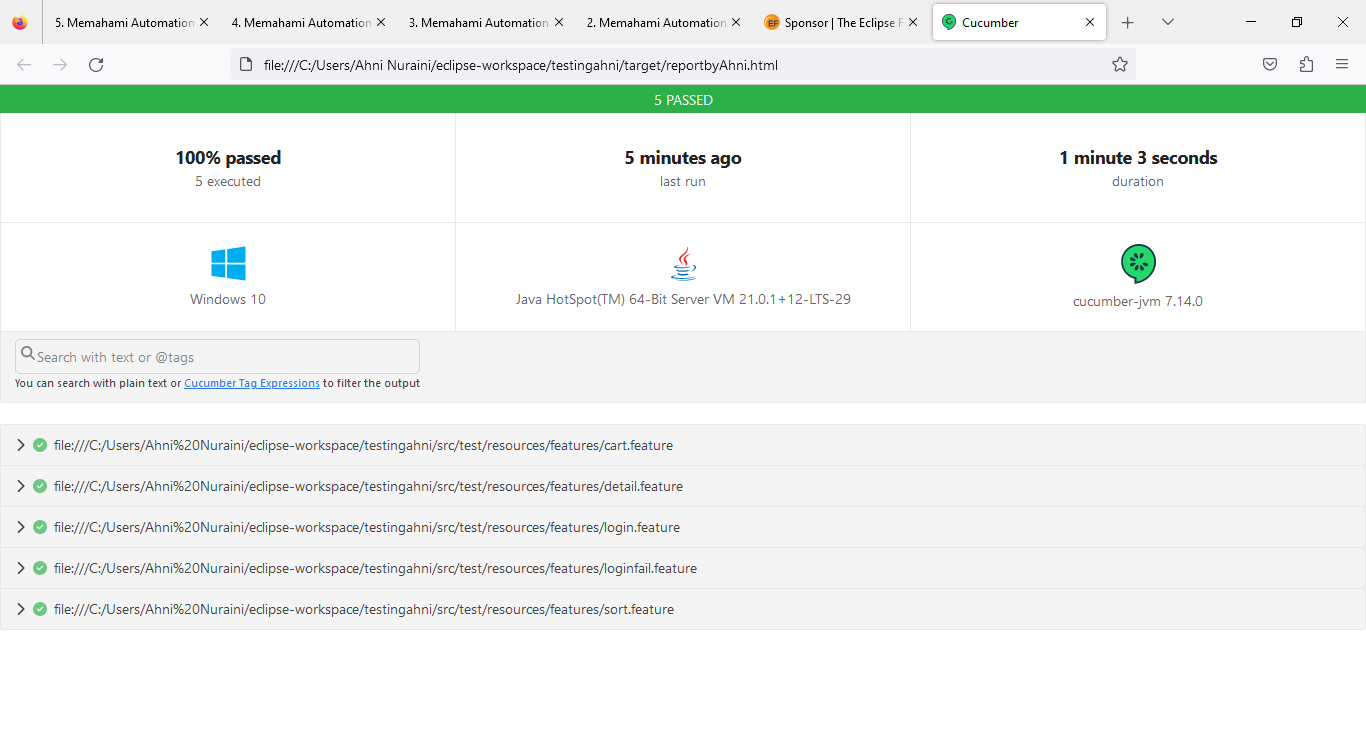 5. Memahami Automation
4. Memahami Automation
3. Memahami Automation
2. Memahami Automation
EF
Sponsor | The Eclipse F
Cucumber
file:///C:/Users/Ahni Nuraini/eclipse-workspace/testingahni/target/reportbyAhni.html
5 PASSED
100% passed
5 executed
5 minutes ago
last run
1 minute 3 seconds
duration
Windows 10
Java HotSpot(TM) 64-Bit Server VM 21.0.1+12-LTS-29
cucumber-jvm 7.14.0
Search with text or @tags
You can search with plain text or Cucumber Tag Expressions to filter the output
file:///C:/Users/Ahni%20Nuraini/eclipse-workspace/testingahni/src/test/resources/features/cart.feature
file:///C:/Users/Ahni%20Nuraini/eclipse-workspace/testingahni/src/test/resources/features/detail.feature
file:///C:/Users/Ahni%20Nuraini/eclipse-workspace/testingahni/src/test/resources/features/login.feature
file:///C:/Users/Ahni%20Nuraini/eclipse-workspace/testingahni/src/test/resources/features/loginfail.feature
file:///C:/Users/Ahni%20Nuraini/eclipse-workspace/testingahni/src/test/resources/features/sort.feature